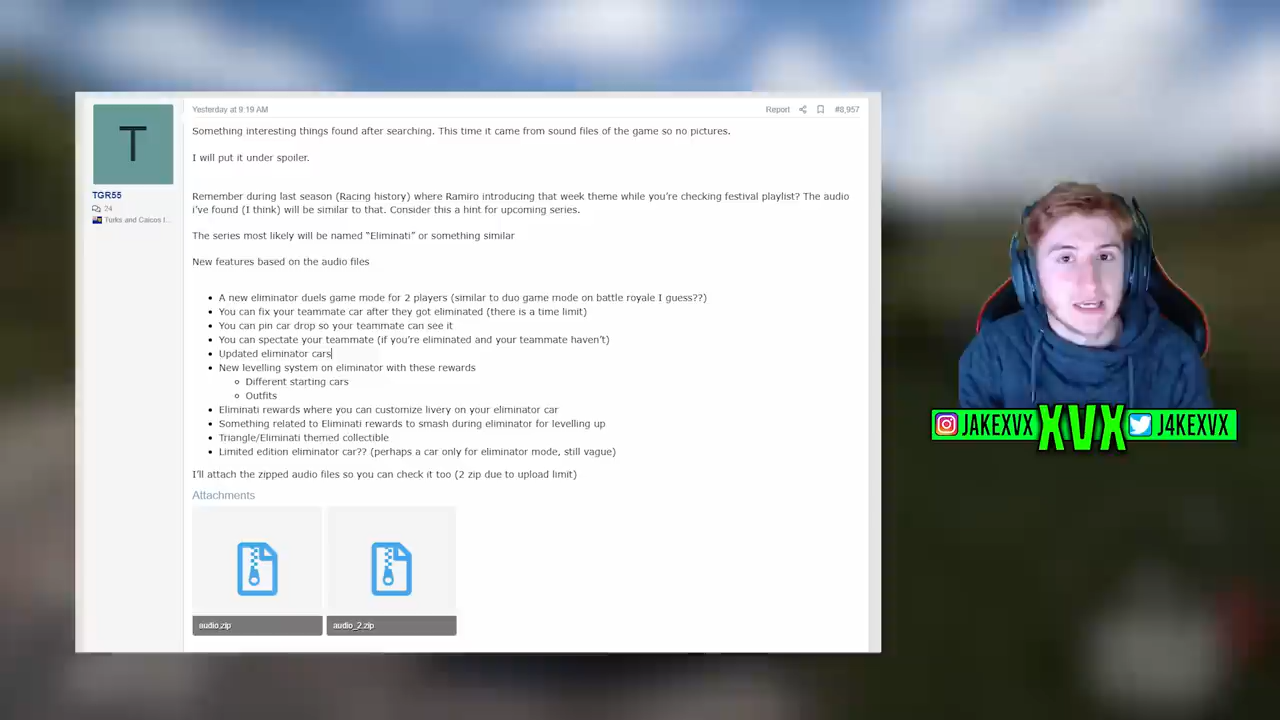 Yesterday at 9:19 AM
Report
#8,957
T
TGR55
24
Turks and Caicos I...
Something interesting things found after searching. This time it came from sound files of the game so no pictures.
I will put it under spoiler.
Remember during last season (Racing history) where Ramiro introducing that week theme while you're checking festival playlist? The audio
i've found (I think) will be similar to that. Consider this a hint for upcoming series.
The series most likely will be named “Eliminati” or something similar
New features based on the audio files
A new eliminator duels game mode for 2 players (similar to duo game mode on battle royale I guess??)
You can fix your teammate car after they got eliminated (there is a time limit)
You can pin car drop so your teammate can see it
You can spectate your teammate (if you're eliminated and your teammate haven't)
Updated eliminator cars
New levelling system on eliminator with these rewards
Different starting cars
Outfits
Eliminati rewards where you can customize livery on your eliminator car
Something related to Eliminati rewards to smash during eliminator for levelling up
Triangle/Eliminati themed collectible
Limited edition eliminator car?? (perhaps a car only for eliminator mode, still vague)
I'll attach the zipped audio files so you can check it too (2 zip due to upload limit)
Attachments
audio.zip
audio_2.zip
JAKEXVX
XVX
J4KEXVX